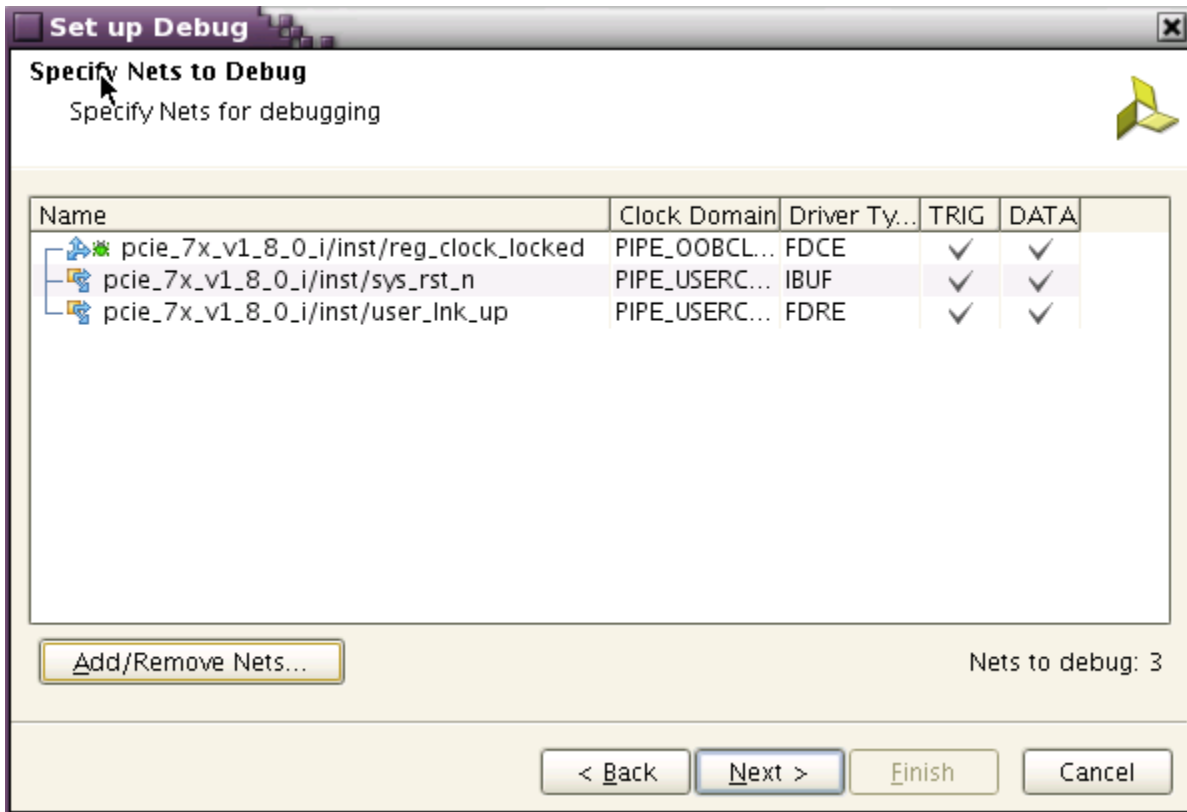 Set up Debug
Specify Nets to Debug
Specify Nets for debugging
Name Clock Domain Driver Ty... TRIG DATA
pcie_7x_v1_8_0_i/inst/reg_clock_locked PIPE_OOBCL... FDCE
pcie_7x_v1_8_0_i/inst/sys_rst_n PIPE_USERC... IBUF
pcie_7x_v1_8_0_i/inst/user_lnk_up PIPE_USERC... FDRE
Add/Remove Nets... Nets to debug: 3
< Back Next > Finish Cancel